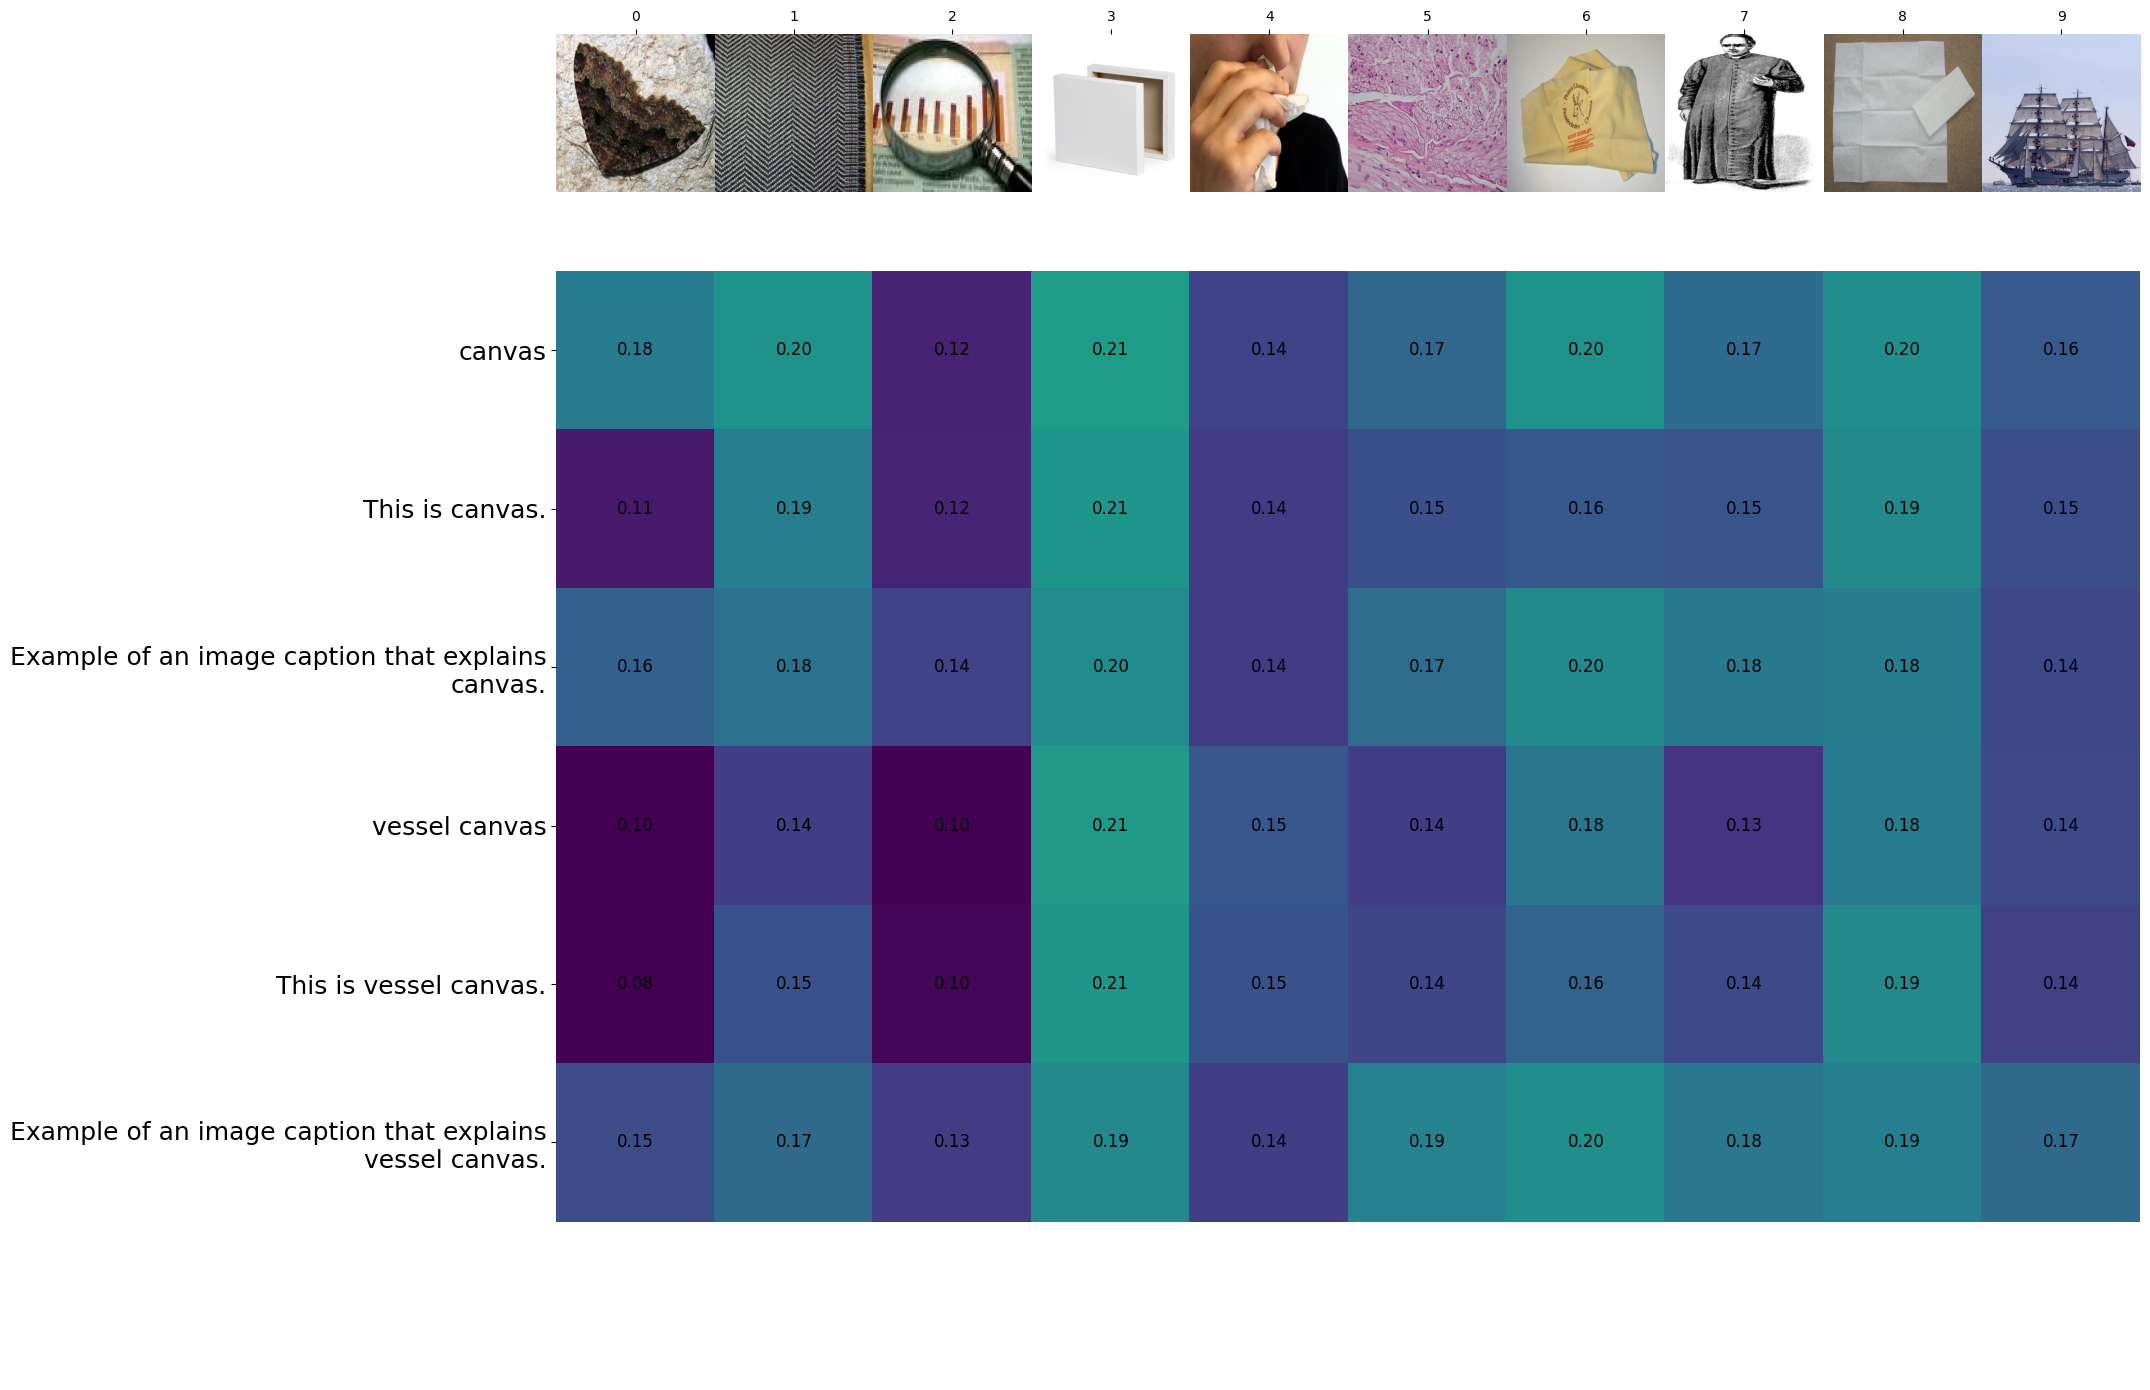 0 1 2 3 4 5 6 7 8 9
canvas 0.18 0.20 0.12 0.21 0.14 0.17 0.20 0.17 0.20 0.16
This is canvas. 0.11 0.19 0.12 0.21 0.14 0.15 0.16 0.15 0.19 0.15
Example of an image caption that explains
canvas. 0.16 0.18 0.14 0.20 0.14 0.17 0.20 0.18 0.18 0.14
vessel canvas 0.10 0.14 0.10 0.21 0.15 0.14 0.18 0.13 0.18 0.14
This is vessel canvas. 0.08 0.15 0.10 0.21 0.15 0.14 0.16 0.14 0.19 0.14
Example of an image caption that explains
vessel canvas. 0.15 0.17 0.13 0.19 0.14 0.19 0.20 0.18 0.19 0.17